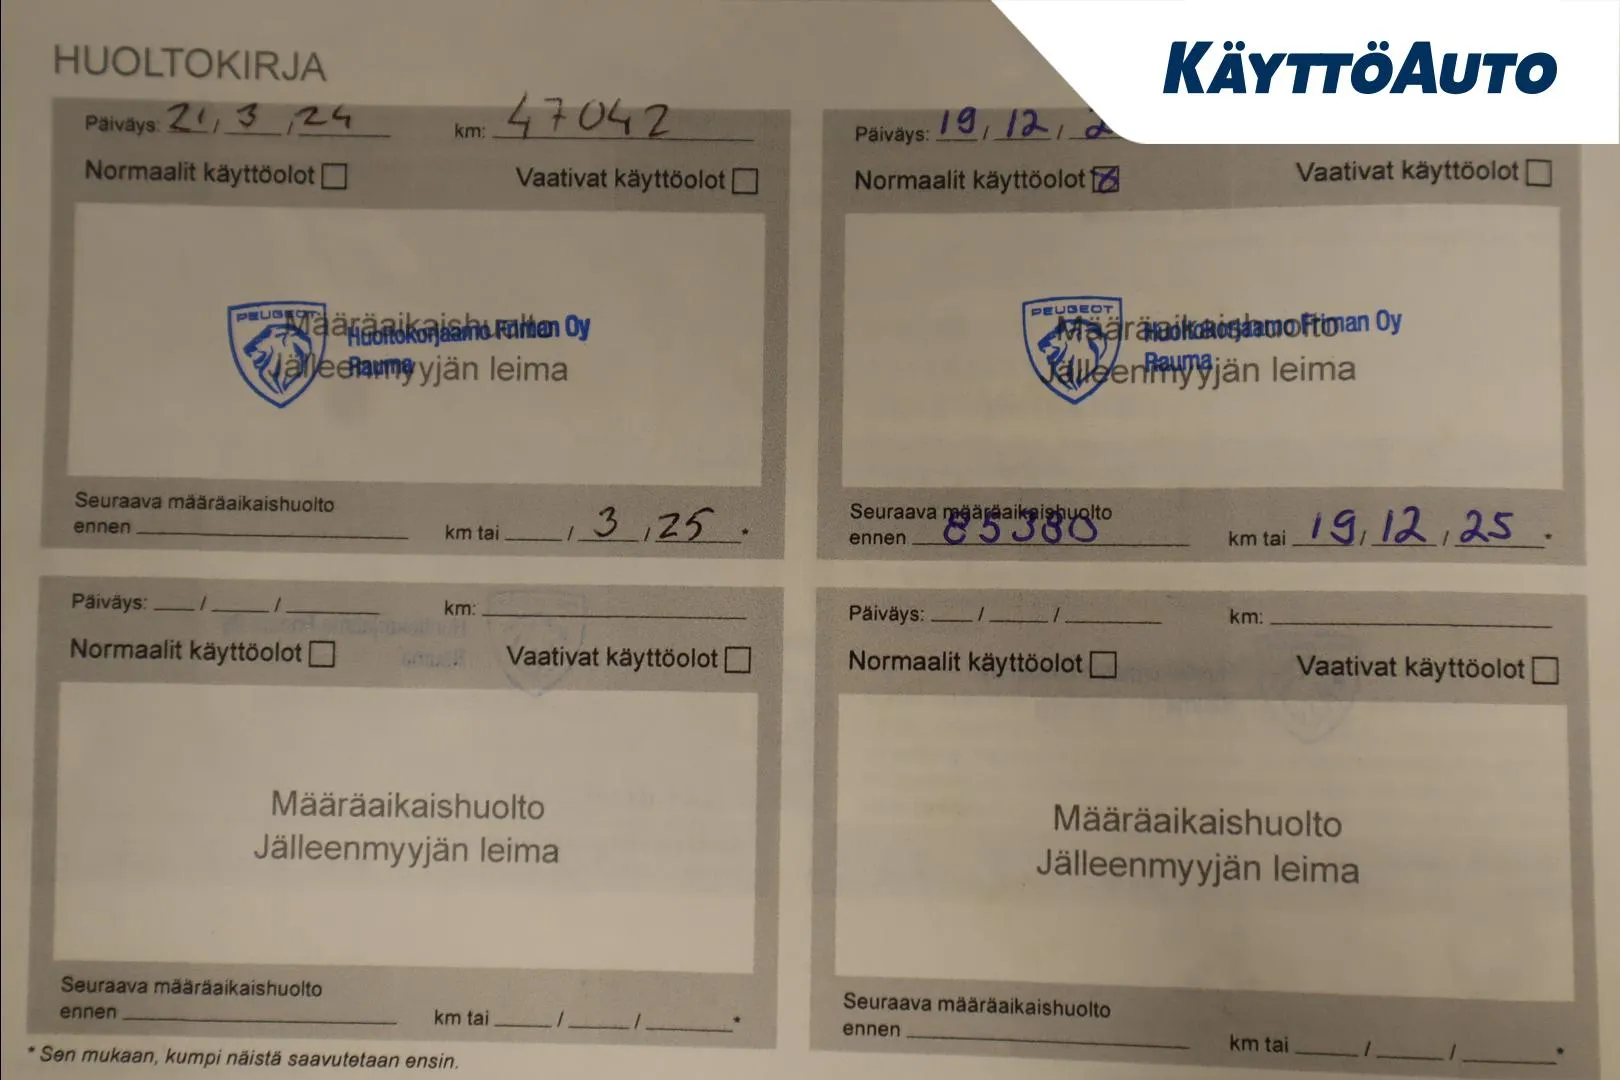 KÄYTTÖAUTO
HUOLTOKIRJA
Päiväys: 21 / 3 / 24 km: 47042
Normaalit käyttöolot Vaativat käyttöolot
Määräaikaishuolto
Jälleenmyyjän leima
PEUGEOT
Huoltokorjaamo Friman Oy
Rauma
Seuraava määräaikaishuolto
ennen km tai / 3 / 25 *
Päiväys: 19 / 12 /
Normaalit käyttöolot Vaativat käyttöolot
Määräaikaishuolto
Jälleenmyyjän leima
PEUGEOT
Huoltokorjaamo Friman Oy
Rauma
Seuraava määräaikaishuolto
ennen 85380 km tai 19 / 12 / 25 *
Päiväys: / / km:
Normaalit käyttöolot Vaativat käyttöolot
Määräaikaishuolto
Jälleenmyyjän leima
Seuraava määräaikaishuolto
ennen km tai / / *
Päiväys: / / km:
Normaalit käyttöolot Vaativat käyttöolot
Määräaikaishuolto
Jälleenmyyjän leima
Seuraava määräaikaishuolto
ennen km tai / / *
* Sen mukaan, kumpi näistä saavutetaan ensin.